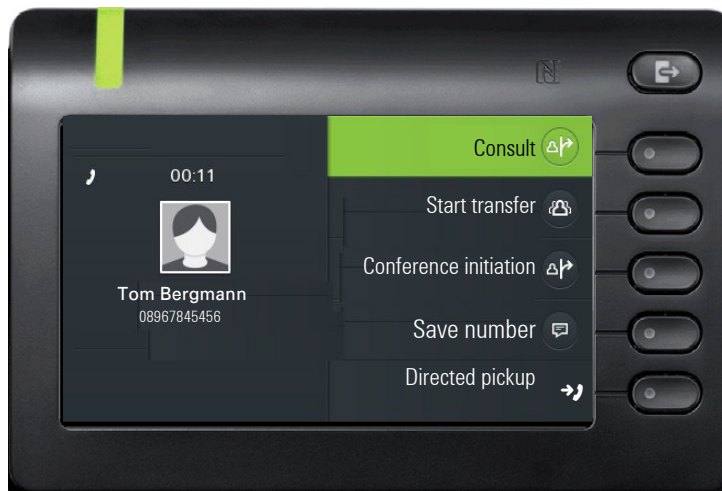 Consult
00:11
Start transfer
Tom Bergmann
08967845456
Conference initiation
Save number
Directed pickup